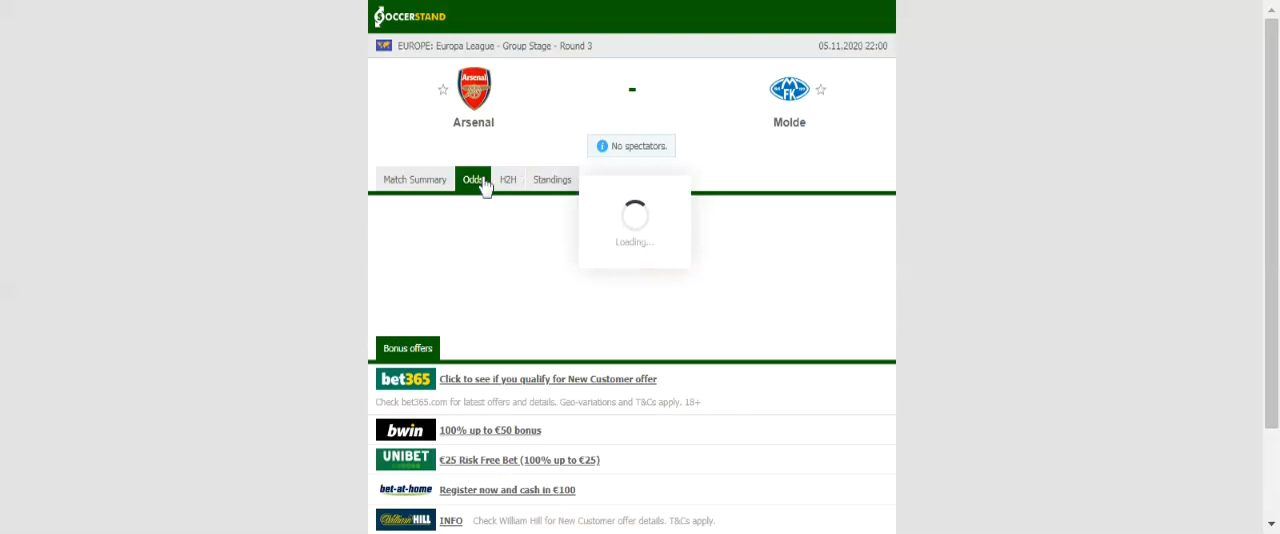 SOCCERSTAND
EUROPE: Europa League - Group Stage - Round 3 05.11.2020 22:00
Arsenal
-
Arsenal Molde
No spectators.
Match Summary Odds H2H Standings
Loading...
Bonus offers
bet365 Click to see if you qualify for New Customer offer
Check bet365.com for latest offers and details. Geo-variations and T&Cs apply. 18+
bwin 100% up to €50 bonus
UNIBET €25 Risk Free Bet (100% up to €25)
bet-at-home Register now and cash in €100
William HILL INFO Check William Hill for New Customer offer details. T&Cs apply.